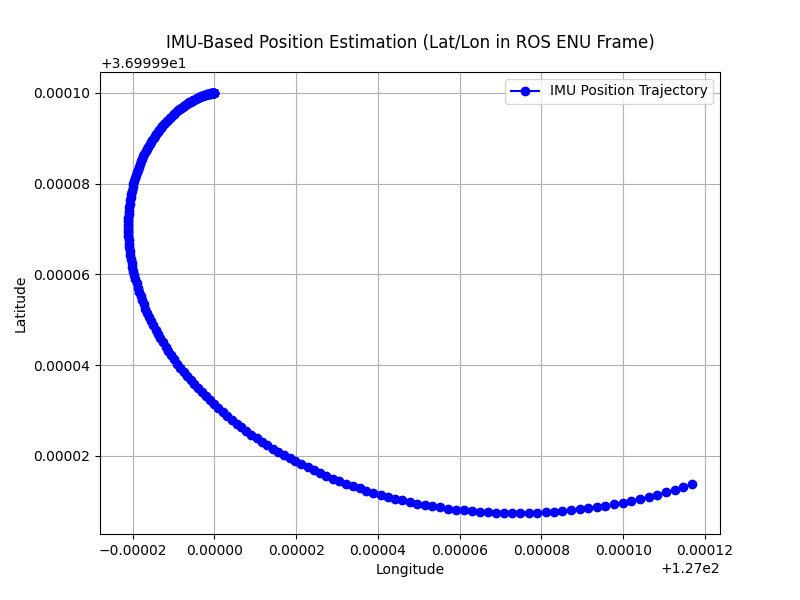 IMU-Based Position Estimation (Lat/Lon in ROS ENU Frame)
+3.69999e1
IMU Position Trajectory
0.00010
0.00008
0.00006
0.00004
0.00002
Latitude
−0.00002 0.00000 0.00002 0.00004 0.00006 0.00008 0.00010 0.00012
Longitude
+1.27e2